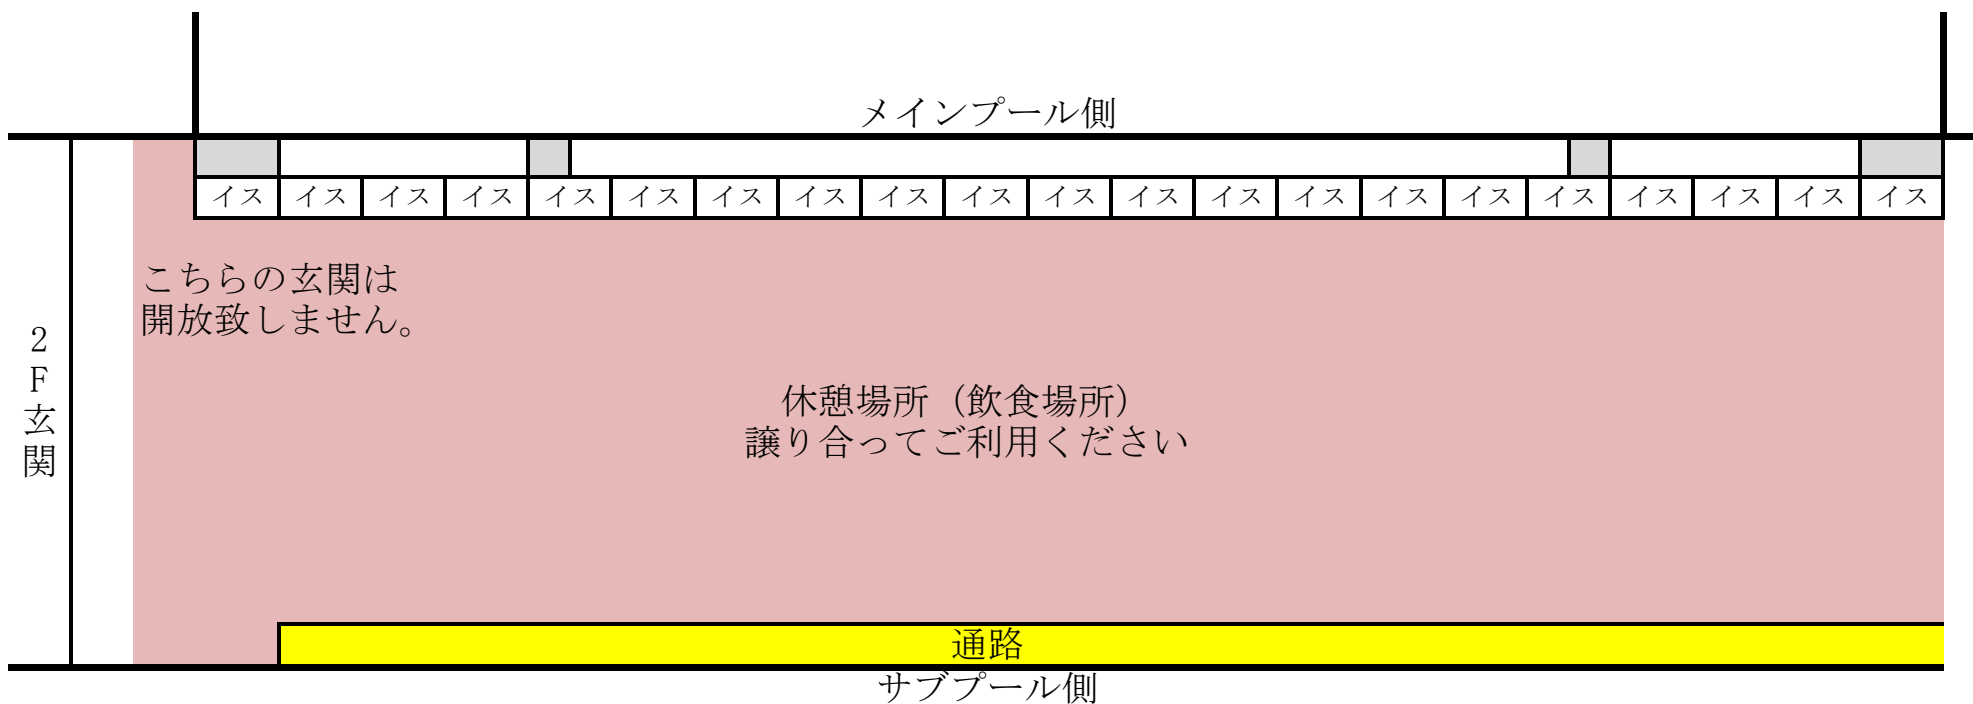 メインプール側
イス イス イス イス イス イス イス イス イス イス イス イス イス イス イス イス イス イス イス イス イス
こちらの玄関は
開放致しません。
2F玄関
休憩場所（飲食場所）
譲り合ってご利用ください
通路
サブプール側